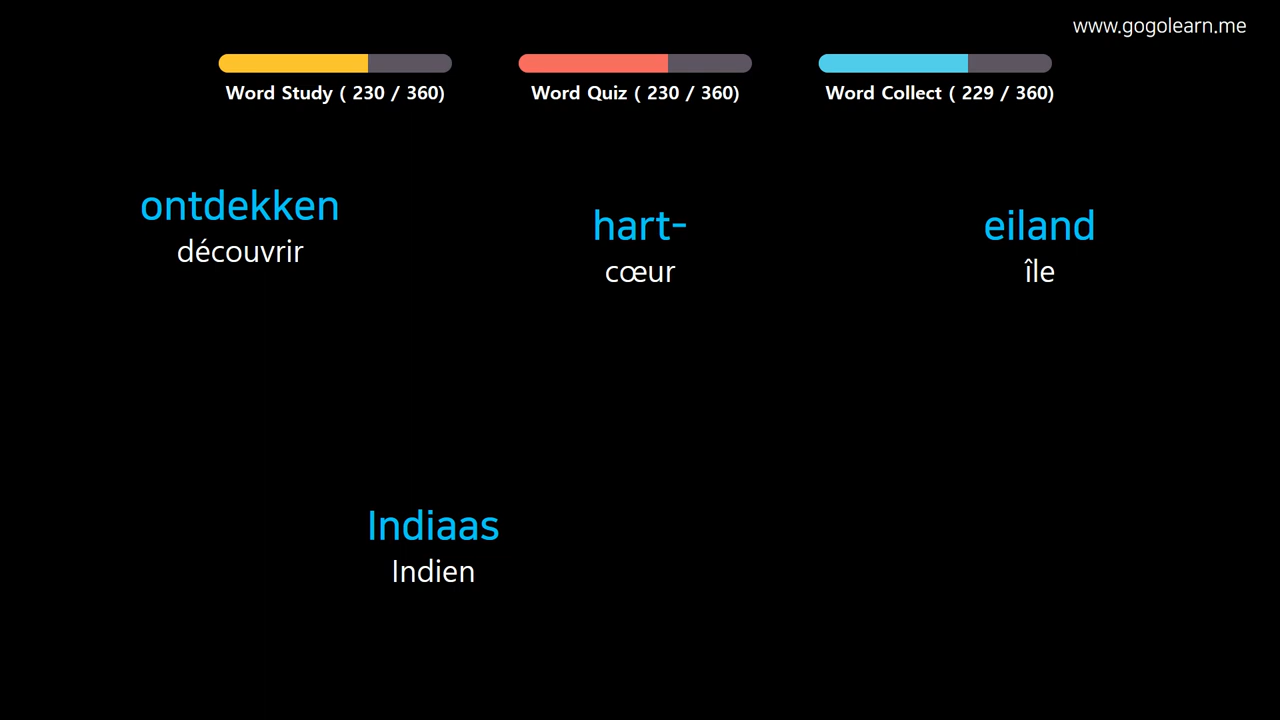 www.gogolearn.me
Word Study ( 230 / 360)
Word Quiz ( 230 / 360)
Word Collect ( 229 / 360)
ontdekken
découvrir
hart-
cœur
eiland
île
Indiaas
Indien